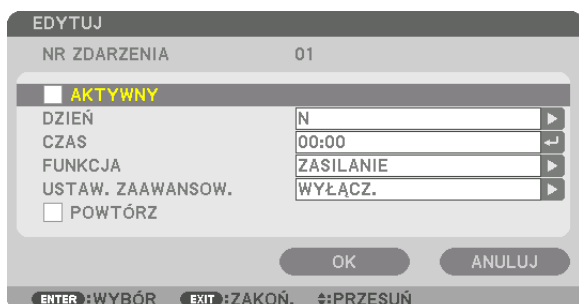 EDYTUJ
NR ZDARZENIA 01
AKTYWNY
DZIEŃ N
CZAS 00:00
FUNKCJA ZASILANIE
USTAW. ZAAWANSOW. WYŁĄCZ.
POWTÓRZ
OK ANULUJ
ENTER:WYBÓR EXIT:ZAKOŃ. :PRZESUŃ